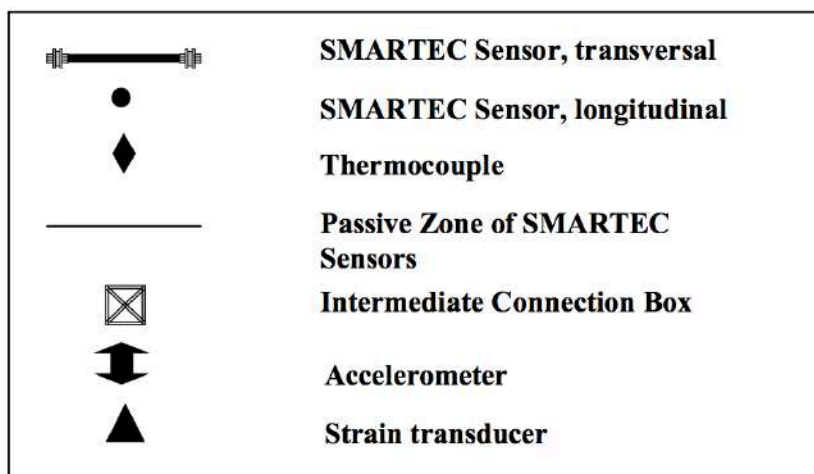 SMARTEC Sensor, transversal
SMARTEC Sensor, longitudinal
Thermocouple
Passive Zone of SMARTEC
Sensors
Intermediate Connection Box
Accelerometer
Strain transducer